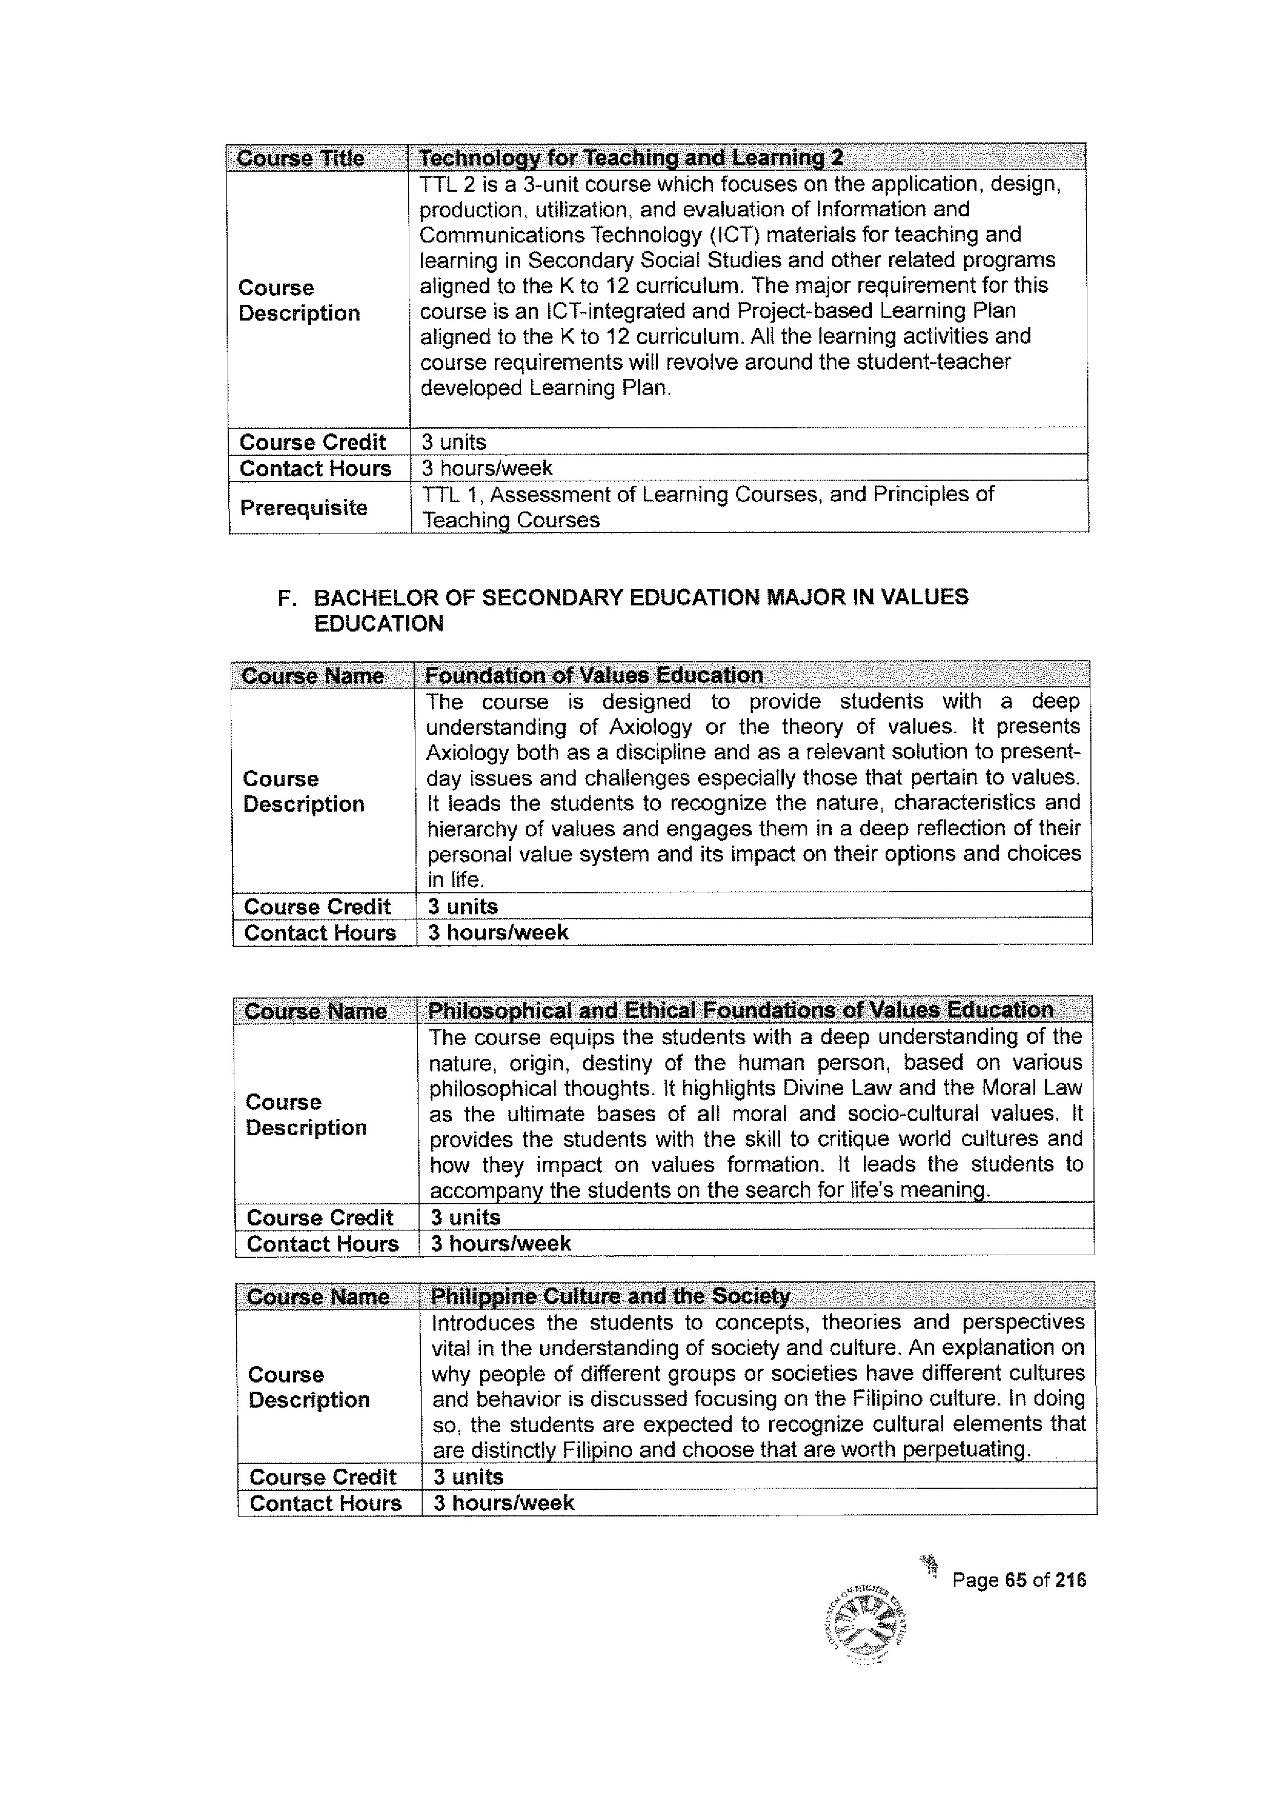 Course Title Technology for Teaching and Learning 2
Course
Description
TTL 2 is a 3-unit course which focuses on the application, design,
production, utilization, and evaluation of Information and
Communications Technology (ICT) materials for teaching and
learning in Secondary Social Studies and other related programs
aligned to the K to 12 curriculum. The major requirement for this
course is an ICT-integrated and Project-based Learning Plan
aligned to the K to 12 curriculum. All the learning activities and
course requirements will revolve around the student-teacher
developed Learning Plan.
Course Credit 3 units
Contact Hours 3 hours/week
Prerequisite
TTL 1, Assessment of Learning Courses, and Principles of
Teaching Courses
F. BACHELOR OF SECONDARY EDUCATION MAJOR IN VALUES
EDUCATION
Course Name Foundation of Values Education
Course
Description
The course is designed to provide students with a deep
understanding of Axiology or the theory of values. It presents
Axiology both as a discipline and as a relevant solution to present-
day issues and challenges especially those that pertain to values.
It leads the students to recognize the nature, characteristics and
hierarchy of values and engages them in a deep reflection of their
personal value system and its impact on their options and choices
in life.
Course Credit 3 units
Contact Hours 3 hours/week
Course Name Philosophical and Ethical Foundations of Values Education
Course
Description
The course equips the students with a deep understanding of the
nature, origin, destiny of the human person, based on various
philosophical thoughts. It highlights Divine Law and the Moral Law
as the ultimate bases of all moral and socio-cultural values. It
provides the students with the skill to critique world cultures and
how they impact on values formation. It leads the students to
accompany the students on the search for life's meaning.
Course Credit 3 units
Contact Hours 3 hours/week
Course Name Philippine Culture and the Society
Course
Description
Introduces the students to concepts, theories and perspectives
vital in the understanding of society and culture. An explanation on
why people of different groups or societies have different cultures
and behavior is discussed focusing on the Filipino culture. In doing
so, the students are expected to recognize cultural elements that
are distinctly Filipino and choose that are worth perpetuating.
Course Credit 3 units
Contact Hours 3 hours/week
Page 65 of 216
COMMISSION ON HIGHER EDUCATION